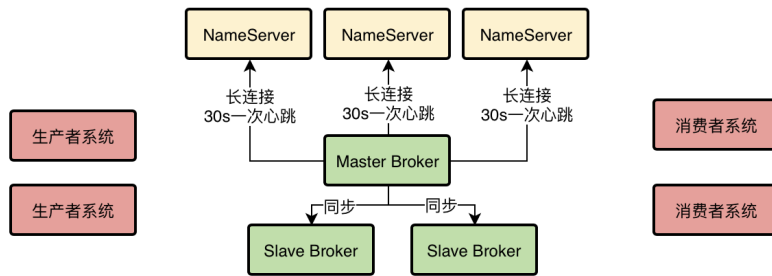 NameServer
NameServer
NameServer
长连接
30s一次心跳
长连接
30s一次心跳
长连接
30s一次心跳
生产者系统
消费者系统
Master Broker
生产者系统
消费者系统
同步
同步
Slave Broker
Slave Broker